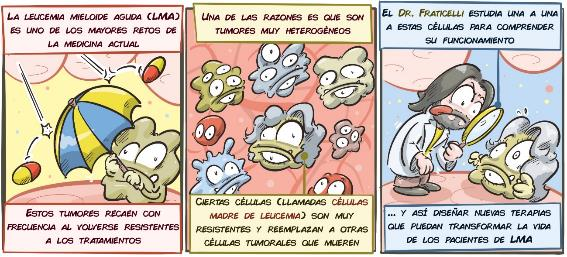 LA LEUCEMIA MIELOIDE AGUDA (LMA)
ES UNO DE LOS MAYORES RETOS DE
LA MEDICINA ACTUAL
ESTOS TUMORES RECAEN CON
FRECUENCIA AL VOLVERSE RESISTENTES
A LOS TRATAMIENTOS
UNA DE LAS RAZONES ES QUE SON
TUMORES MUY HETEROGÉNEOS
CIERTAS CÉLULAS (LLAMADAS CÉLULAS
MADRE DE LEUCEMIA) SON MUY
RESISTENTES Y REEMPLAZAN A OTRAS
CÉLULAS TUMORALES QUE MUEREN
EL DR. FRATICELLI ESTUDIA UNA A UNA
A ESTAS CÉLULAS PARA COMPRENDER
SU FUNCIONAMIENTO
... Y ASÍ DISEÑAR NUEVAS TERAPIAS
QUE PUEDAN TRANSFORMAR LA VIDA
DE LOS PACIENTES DE LMA